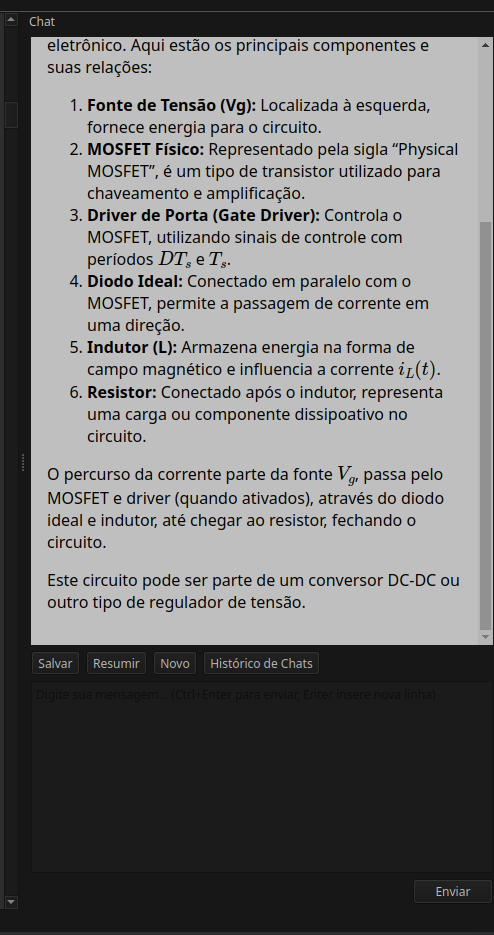 Chat
eletrônico. Aqui estão os principais componentes e
suas relações:
1. Fonte de Tensão (Vg): Localizada à esquerda,
fornece energia para o circuito.
2. MOSFET Físico: Representado pela sigla “Physical
MOSFET”, é um tipo de transistor utilizado para
chaveamento e amplificação.
3. Driver de Porta (Gate Driver): Controla o
MOSFET, utilizando sinais de controle com
períodos DTₛ e Tₛ.
4. Diodo Ideal: Conectado em paralelo com o
MOSFET, permite a passagem de corrente em
uma direção.
5. Indutor (L): Armazena energia na forma de
campo magnético e influencia a corrente i_L(t).
6. Resistor: Conectado após o indutor, representa
uma carga ou componente dissipoativo no
circuito.
O percurso da corrente parte da fonte V_g, passa pelo
MOSFET e driver (quando ativados), através do diodo
ideal e indutor, até chegar ao resistor, fechando o
circuito.
Este circuito pode ser parte de um conversor DC-DC ou
outro tipo de regulador de tensão.
Salvar Resumir Novo Histórico de Chats
Digite sua mensagem... (Ctrl+Enter para enviar, Enter insere nova linha)
Enviar